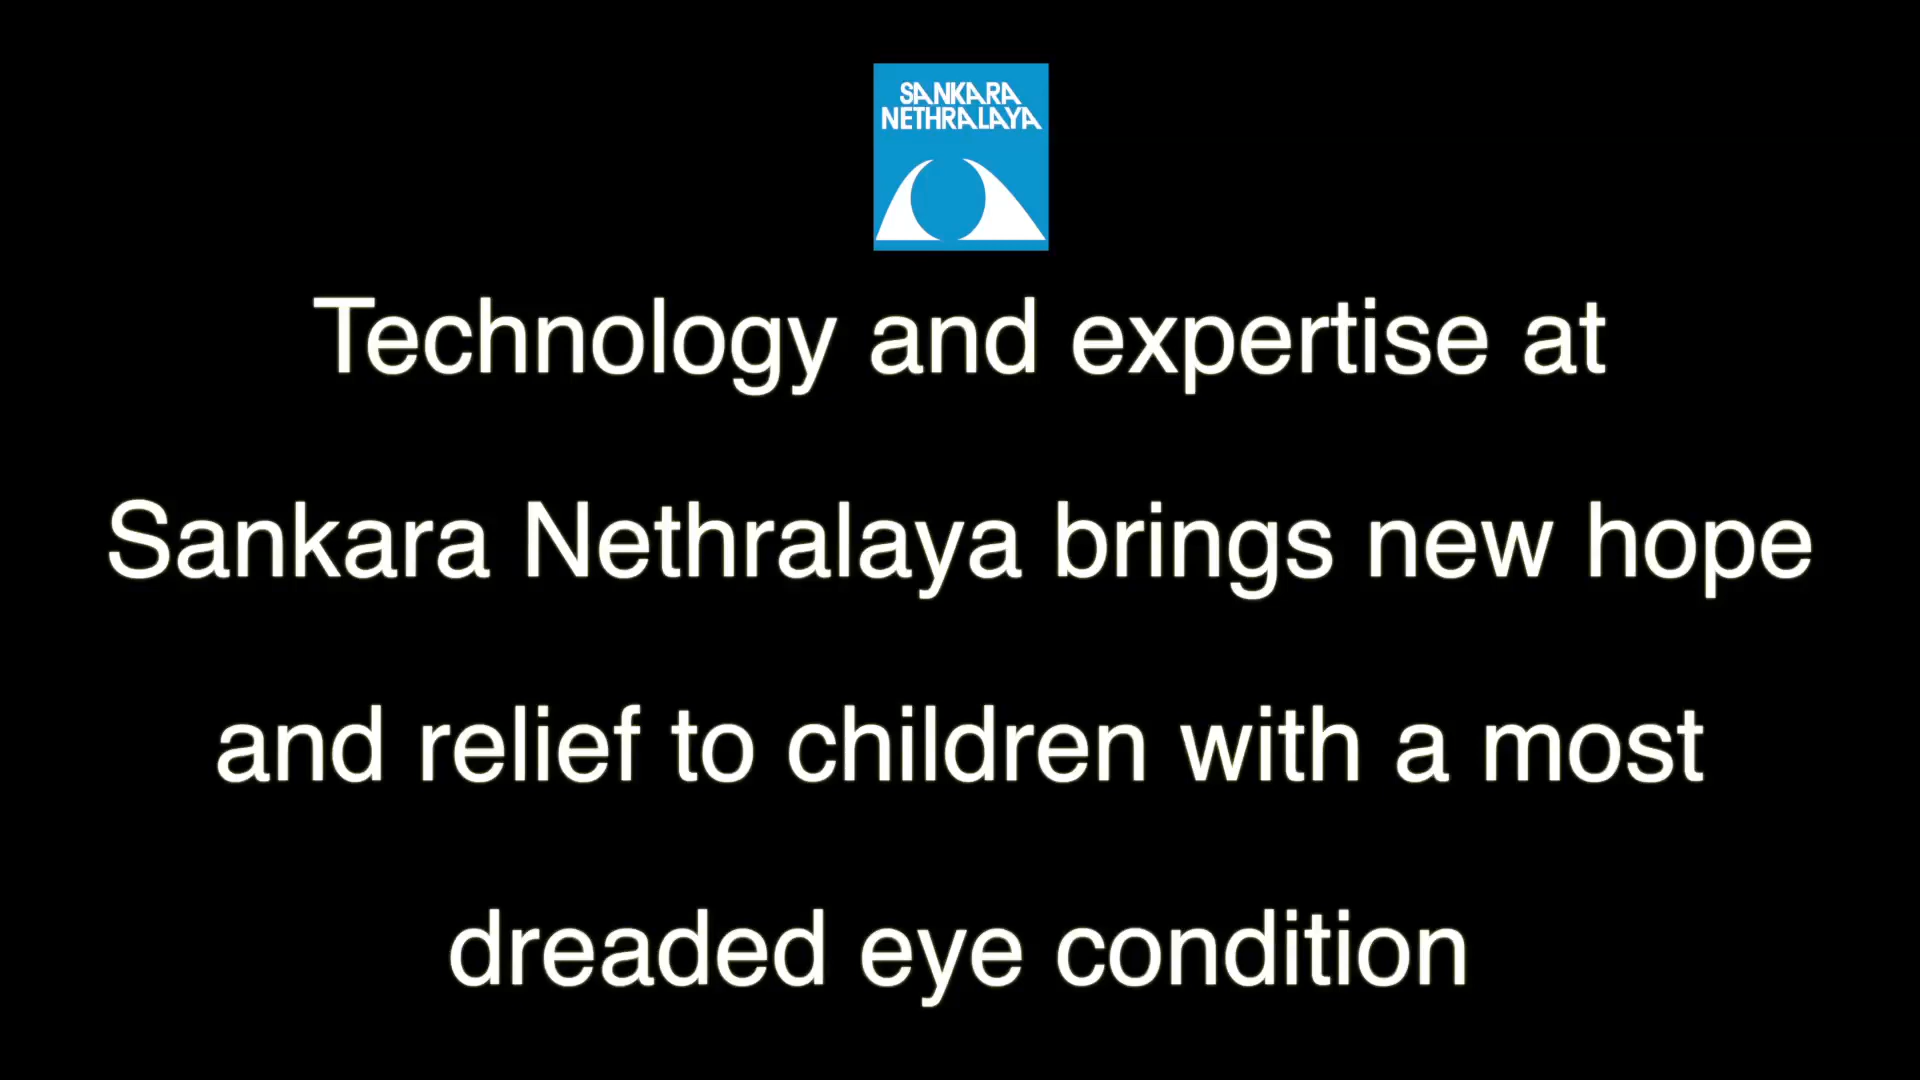 SANKARA
NETHRALAYA
Technology and expertise at
Sankara Nethralaya brings new hope
and relief to children with a most
dreaded eye condition